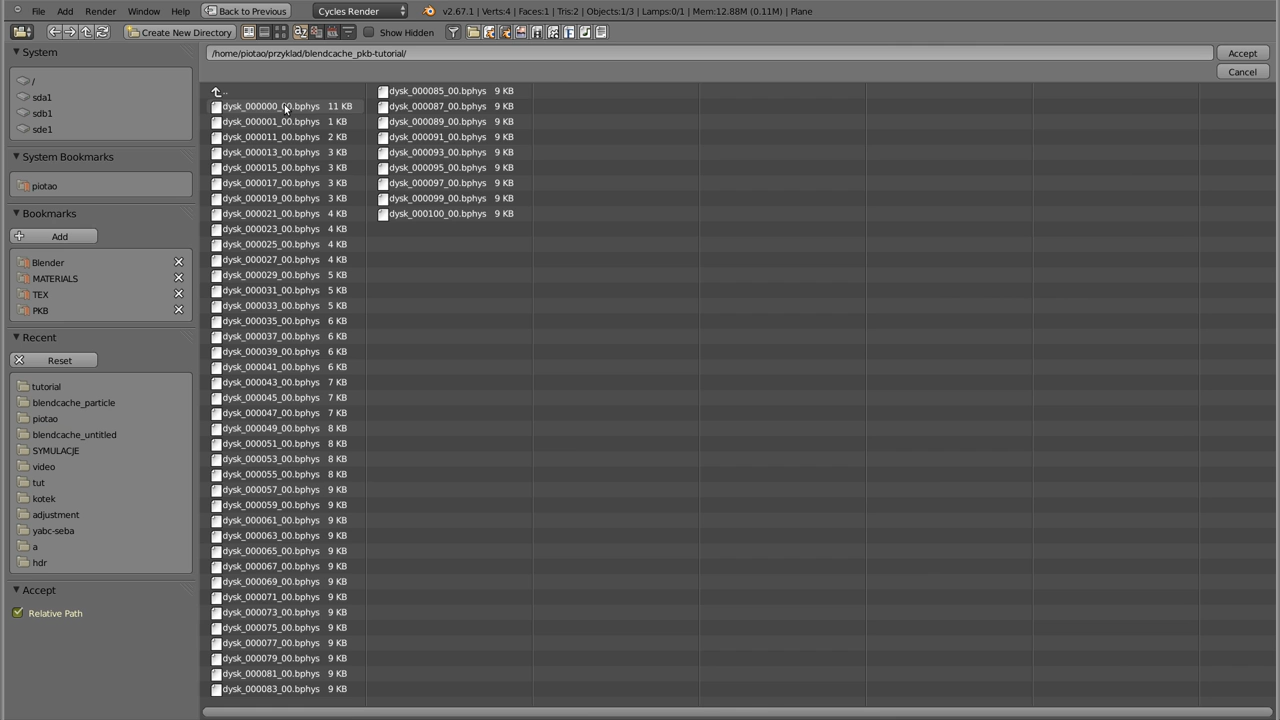 File Add Render Window Help Back to Previous Cycles Render v2.67.1 | Verts:4 | Faces:1 | Tris:2 | Objects:1/3 | Lamps:0/1 | Mem:12.88M (0.11M) | Plane
Create New Directory Show Hidden
System
/
sda1
sdb1
sde1
System Bookmarks
piotao
Bookmarks
Add
Blender
MATERIALS
TEX
PKB
Recent
Reset
tutorial
blendcache_particle
piotao
blendcache_untitled
SYMULACJE
video
tut
kotek
adjustment
yabc-seba
a
hdr
Accept
Relative Path
/home/piotao/przyklad/blendcache_pkb-tutorial/
Accept
Cancel
..
dysk_000000_00.bphys 11 KB
dysk_000001_00.bphys 1 KB
dysk_000011_00.bphys 2 KB
dysk_000013_00.bphys 3 KB
dysk_000015_00.bphys 3 KB
dysk_000017_00.bphys 3 KB
dysk_000019_00.bphys 3 KB
dysk_000021_00.bphys 4 KB
dysk_000023_00.bphys 4 KB
dysk_000025_00.bphys 4 KB
dysk_000027_00.bphys 4 KB
dysk_000029_00.bphys 5 KB
dysk_000031_00.bphys 5 KB
dysk_000033_00.bphys 5 KB
dysk_000035_00.bphys 6 KB
dysk_000037_00.bphys 6 KB
dysk_000039_00.bphys 6 KB
dysk_000041_00.bphys 6 KB
dysk_000043_00.bphys 7 KB
dysk_000045_00.bphys 7 KB
dysk_000047_00.bphys 7 KB
dysk_000049_00.bphys 8 KB
dysk_000051_00.bphys 8 KB
dysk_000053_00.bphys 8 KB
dysk_000055_00.bphys 8 KB
dysk_000057_00.bphys 9 KB
dysk_000059_00.bphys 9 KB
dysk_000061_00.bphys 9 KB
dysk_000063_00.bphys 9 KB
dysk_000065_00.bphys 9 KB
dysk_000067_00.bphys 9 KB
dysk_000069_00.bphys 9 KB
dysk_000071_00.bphys 9 KB
dysk_000073_00.bphys 9 KB
dysk_000075_00.bphys 9 KB
dysk_000077_00.bphys 9 KB
dysk_000079_00.bphys 9 KB
dysk_000081_00.bphys 9 KB
dysk_000083_00.bphys 9 KB
dysk_000085_00.bphys 9 KB
dysk_000087_00.bphys 9 KB
dysk_000089_00.bphys 9 KB
dysk_000091_00.bphys 9 KB
dysk_000093_00.bphys 9 KB
dysk_000095_00.bphys 9 KB
dysk_000097_00.bphys 9 KB
dysk_000099_00.bphys 9 KB
dysk_000100_00.bphys 9 KB